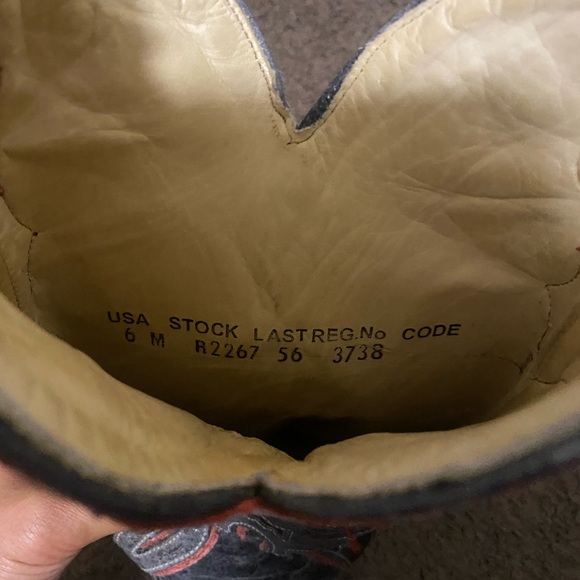 USA STOCK LAST REG.No CODE
6 M R2267 56 3738